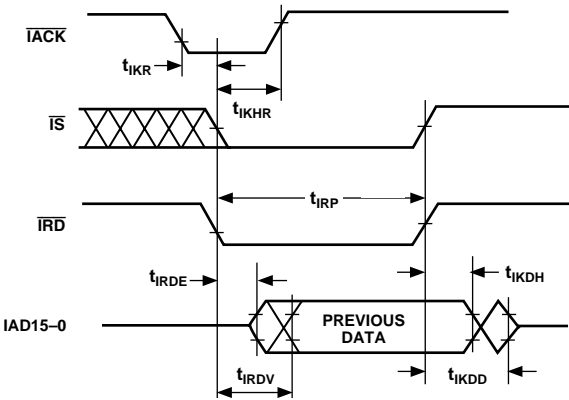 IACK
tIKR
tIKHR
IS
tIRP
IRD
tIRDE
tIKDH
IAD15–0
PREVIOUS
DATA
tIRDV
tIKDD